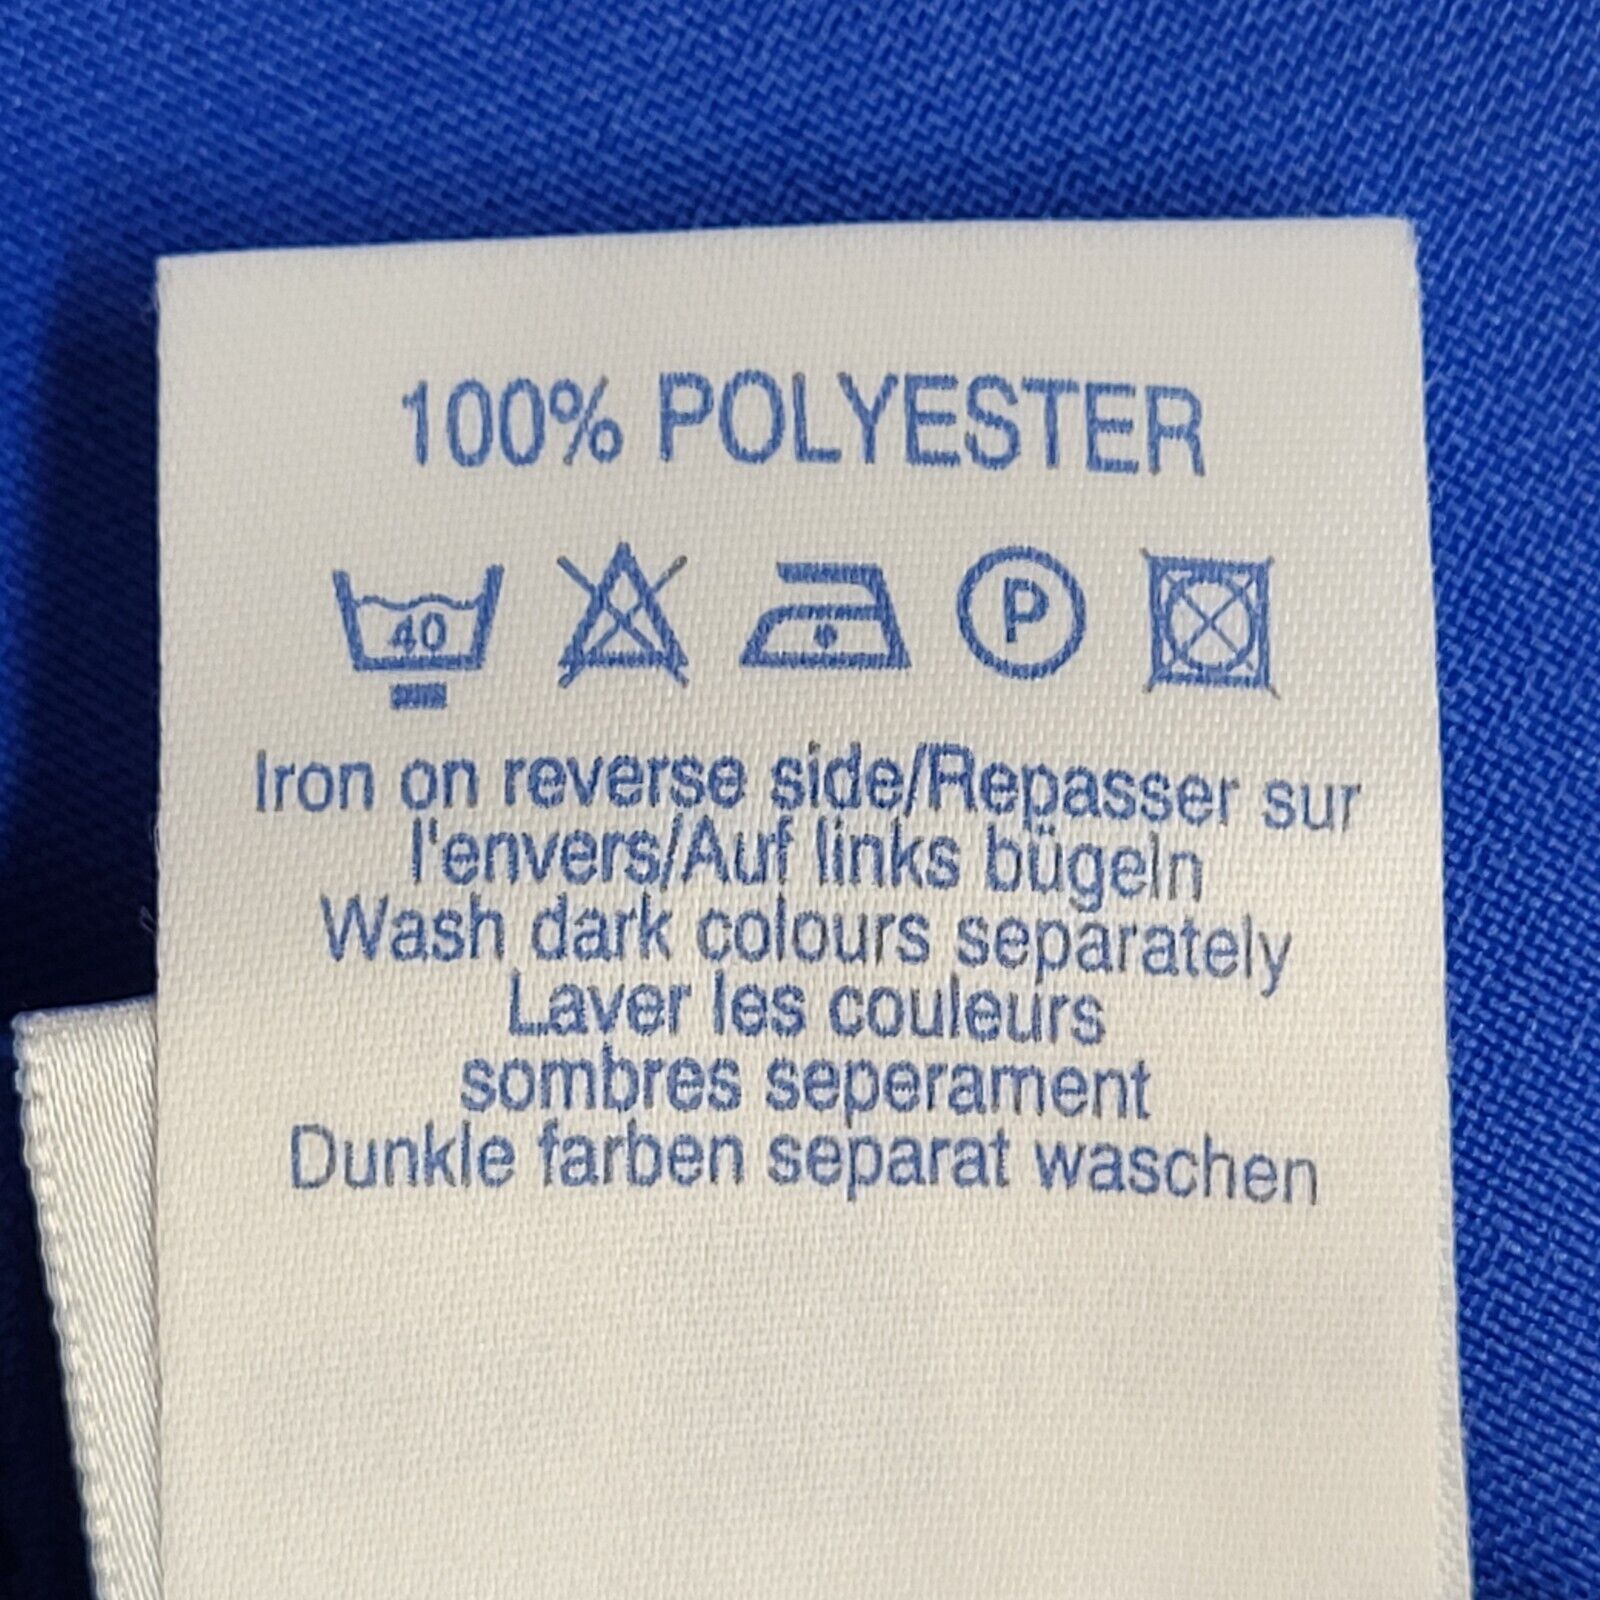 100% POLYESTER
40 P
Iron on reverse side/Repasser sur
l'envers/Auf links bügeln
Wash dark colours separately
Laver les couleurs
sombres seperament
Dunkle farben separat waschen